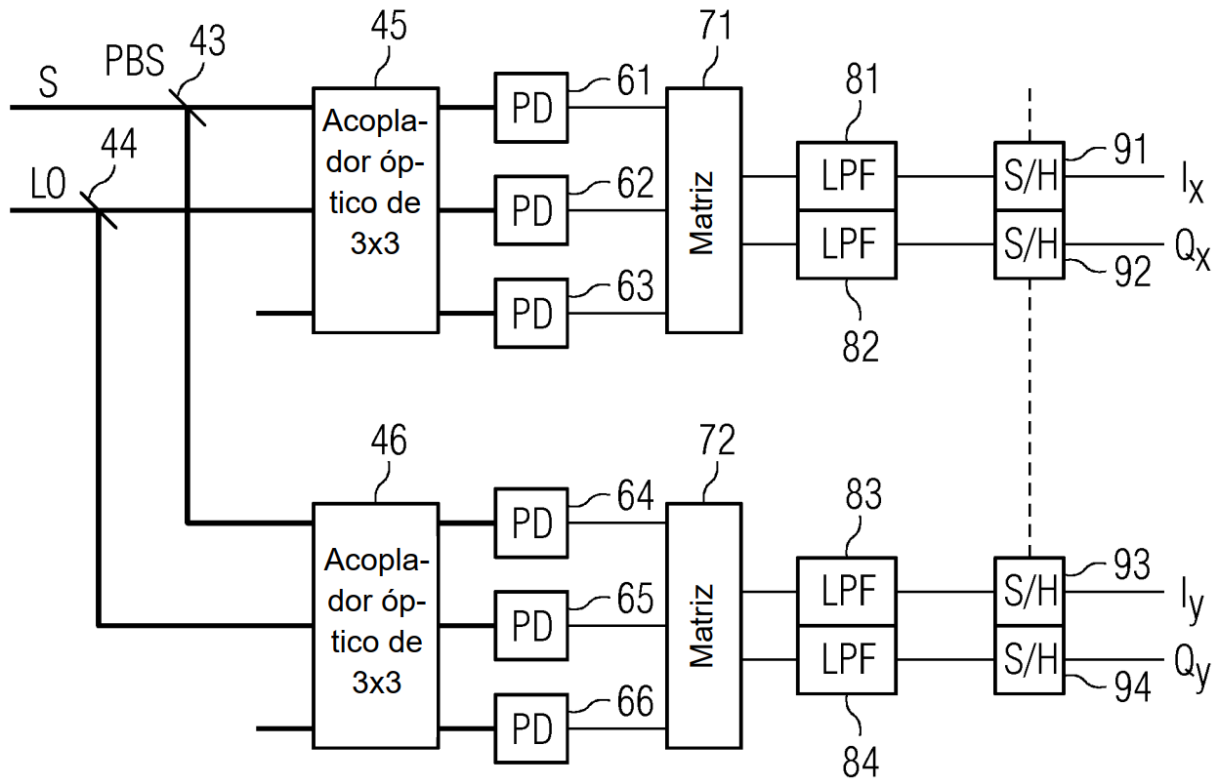 S
PBS
43
LO
44
45
Acopla-
dor óp-
tico de
3x3
PD
61
PD
62
PD
63
71
Matriz
81
LPF
LPF
82
91
S/H
S/H
92
Ix
Qx
46
Acopla-
dor óp-
tico de
3x3
PD
64
PD
65
PD
66
72
Matriz
83
LPF
LPF
84
93
S/H
S/H
94
Iy
Qy